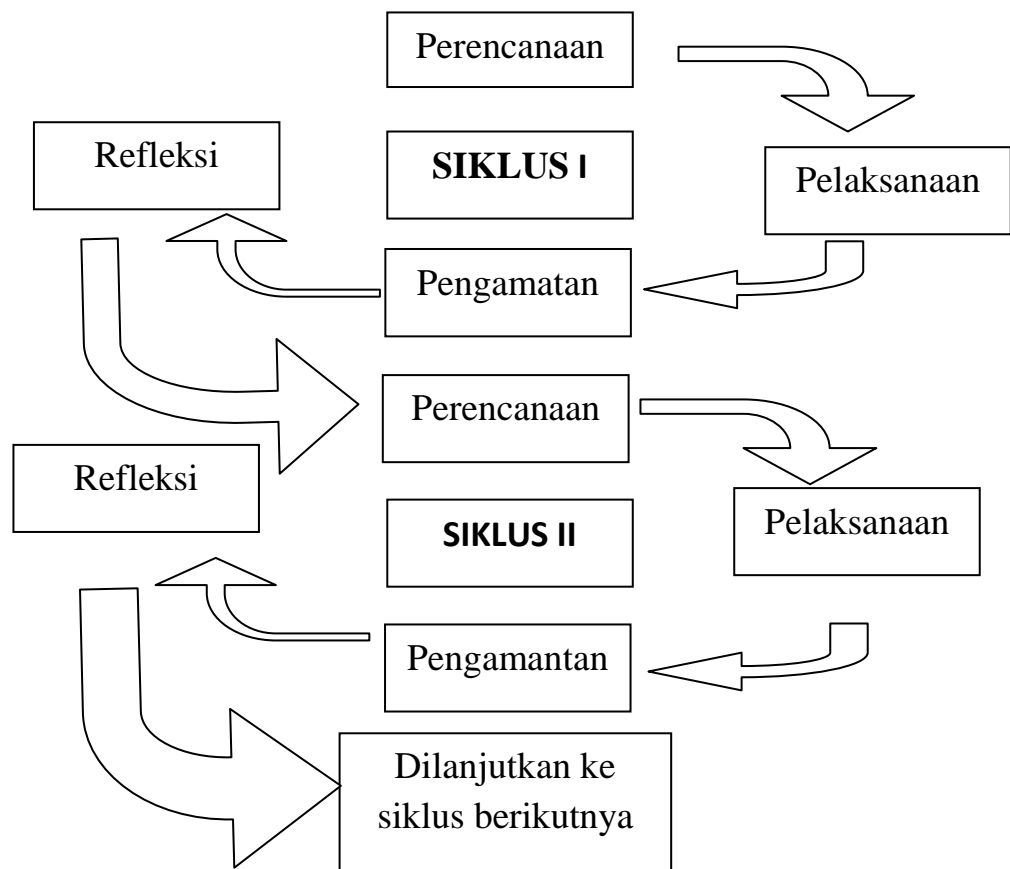 Perencanaan
Refleksi
SIKLUS I
Pelaksanaan
Pengamatan
Perencanaan
Refleksi
SIKLUS II
Pelaksanaan
Pengamantan
Dilanjutkan ke
siklus berikutnya